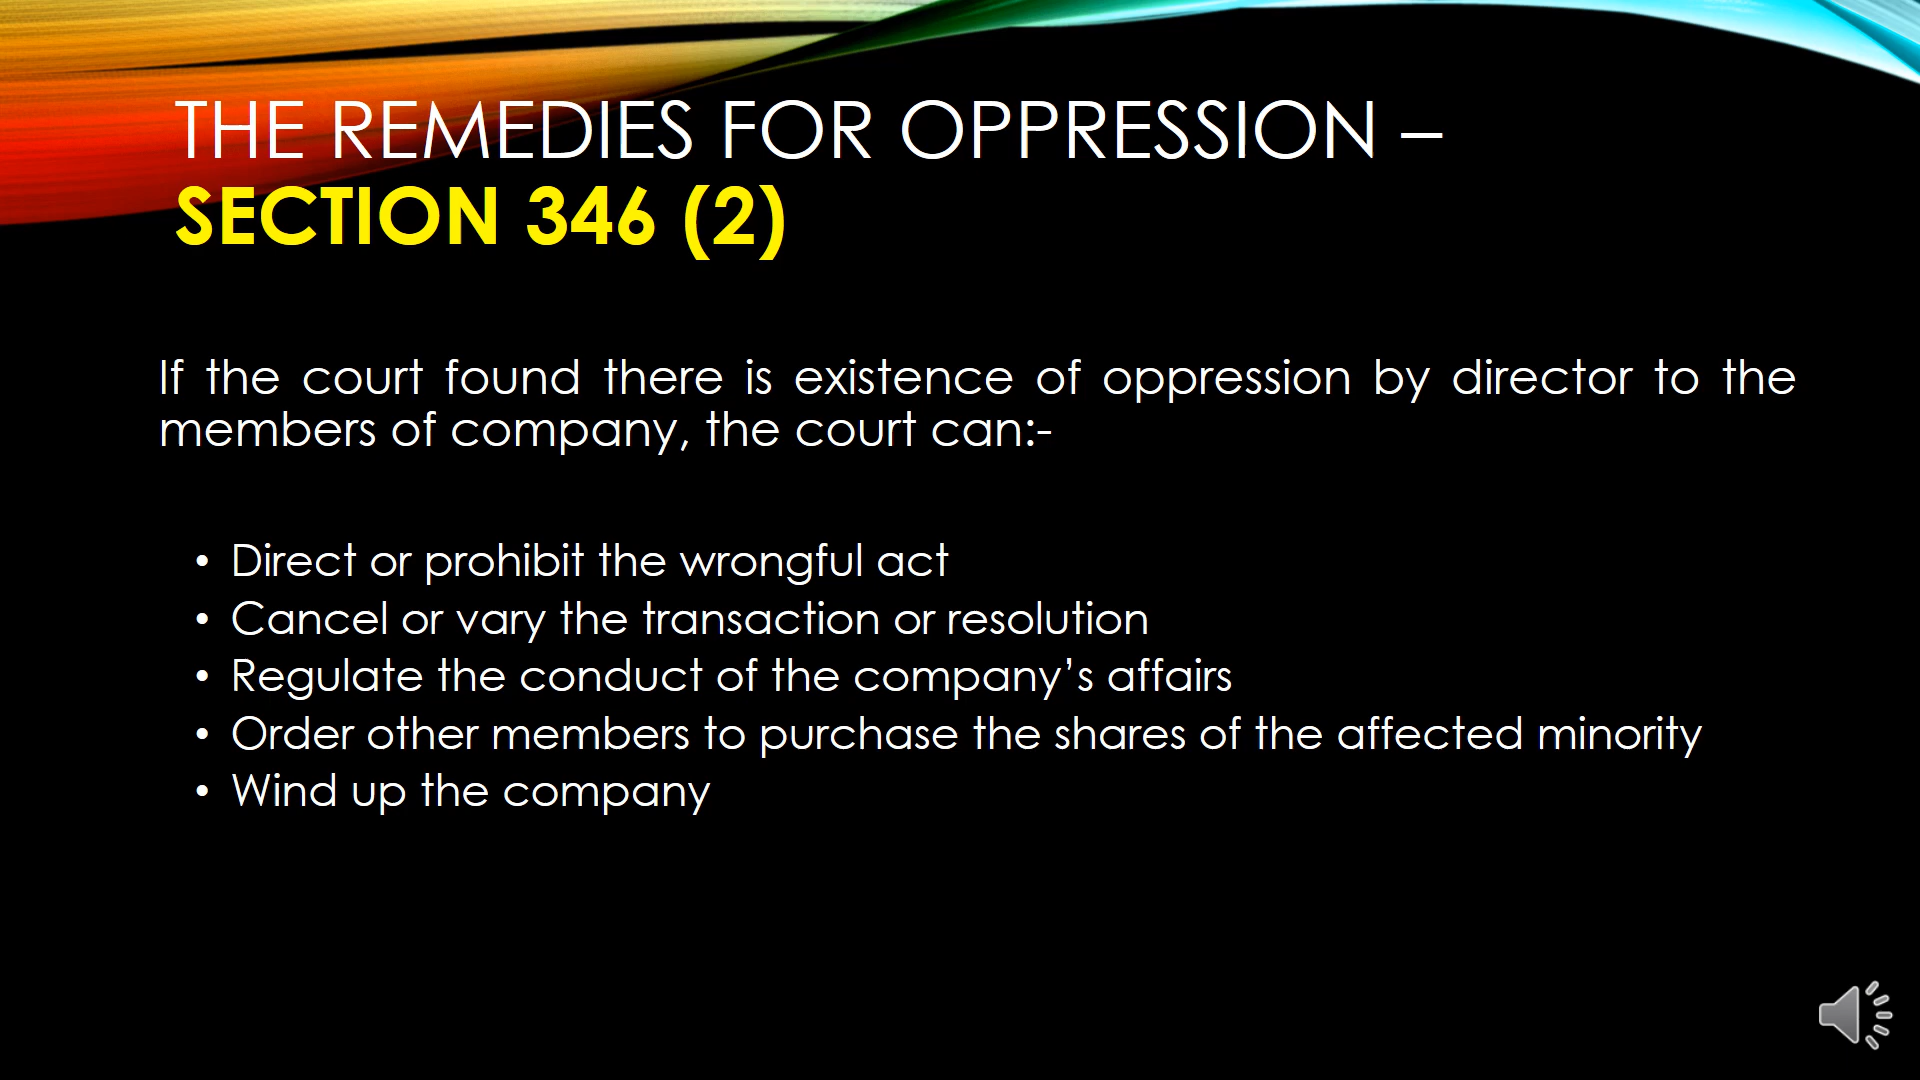 THE REMEDIES FOR OPPRESSION –
SECTION 346 (2)
If the court found there is existence of oppression by director to the
members of company, the court can:-
• Direct or prohibit the wrongful act
• Cancel or vary the transaction or resolution
• Regulate the conduct of the company’s affairs
• Order other members to purchase the shares of the affected minority
• Wind up the company